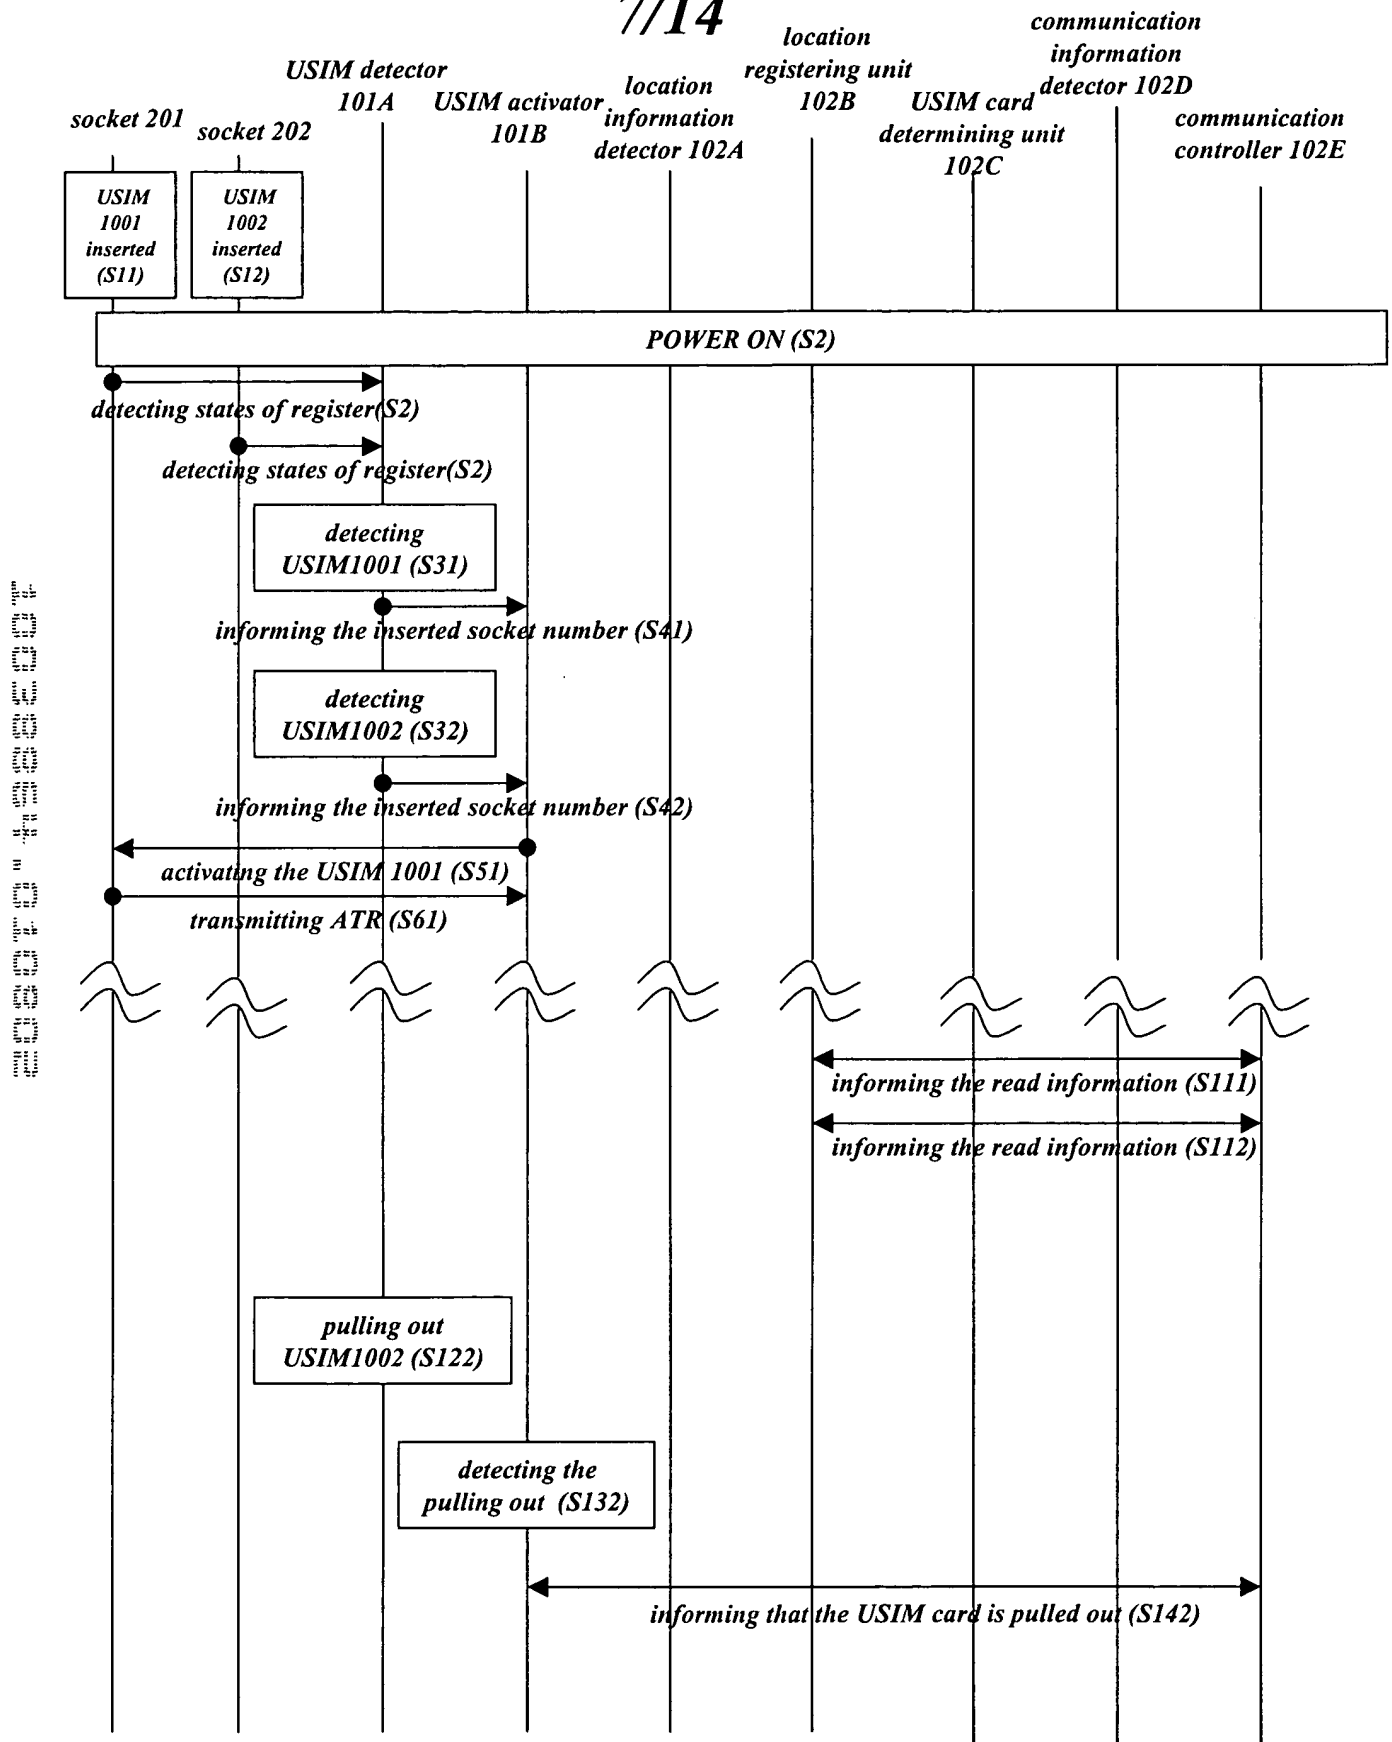 7/14
socket 201
socket 202
USIM detector
101A
USIM activator
101B
location
information
detector 102A
location
registering unit
102B
USIM card
determining unit
102C
communication
information
detector 102D
communication
controller 102E
USIM
1001
inserted
(S11)
USIM
1002
inserted
(S12)
POWER ON (S2)
detecting states of register(S2)
detecting states of register(S2)
detecting
USIM1001 (S31)
informing the inserted socket number (S41)
detecting
USIM1002 (S32)
informing the inserted socket number (S42)
activating the USIM 1001 (S51)
transmitting ATR (S61)
informing the read information (S111)
informing the read information (S112)
pulling out
USIM1002 (S122)
detecting the
pulling out (S132)
informing that the USIM card is pulled out (S142)